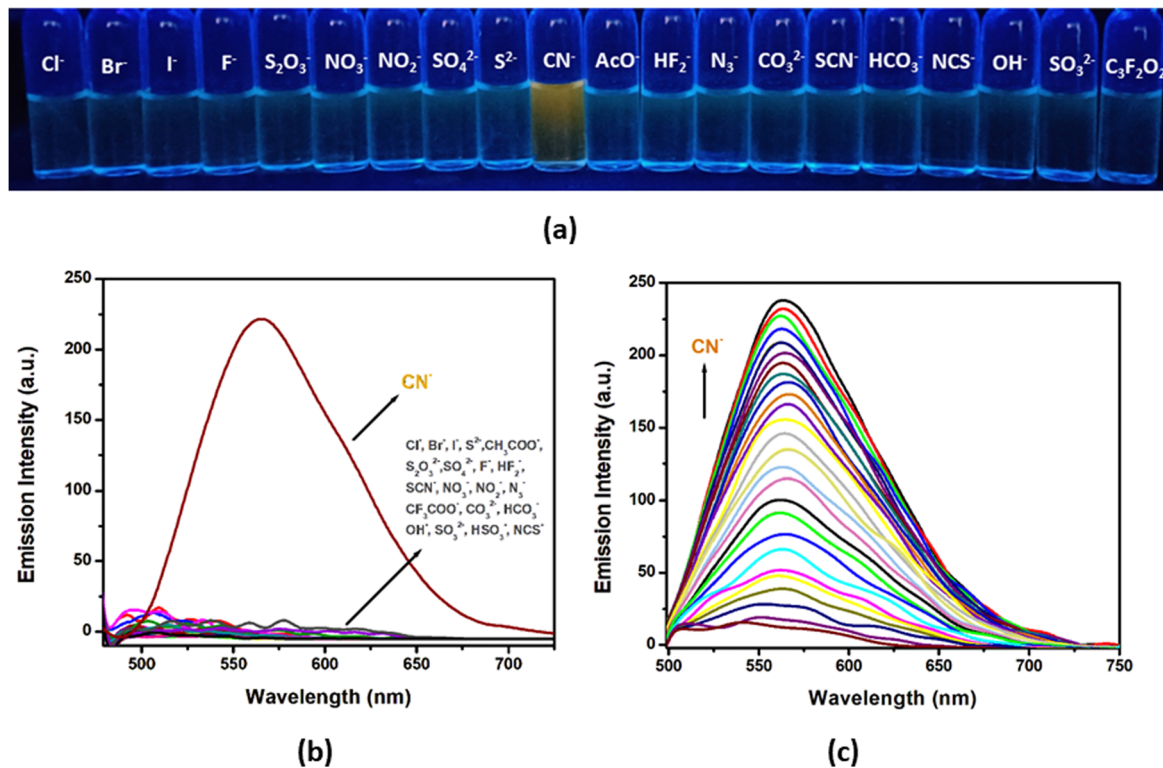 Cl⁻ Br⁻ I⁻ F⁻ S₂O₃⁻ NO₃⁻ NO₂⁻ SO₄²⁻ S²⁻ CN⁻ AcO⁻ HF₂⁻ N₃⁻ CO₃²⁻ SCN⁻ HCO₃⁻ NCS⁻ OH⁻ SO₃²⁻ C₃F₂O₂
(a)
250
200
150
100
50
0
500 550 600 650 700
Emission Intensity (a.u.)
Wavelength (nm)
CN⁻
Cl⁻, Br⁻, I⁻, S²⁻,CH₃COO⁻,
S₂O₃²⁻,SO₄²⁻, F⁻, HF₂⁻,
SCN⁻, NO₃⁻, NO₂⁻, N₃⁻
CF₃COO⁻, CO₃²⁻, HCO₃⁻
OH⁻, SO₃²⁻, HSO₃⁻, NCS⁻
(b)
250
200
150
100
50
0
500 550 600 650 700 750
Emission Intensity (a.u.)
Wavelength (nm)
CN⁻
(c)